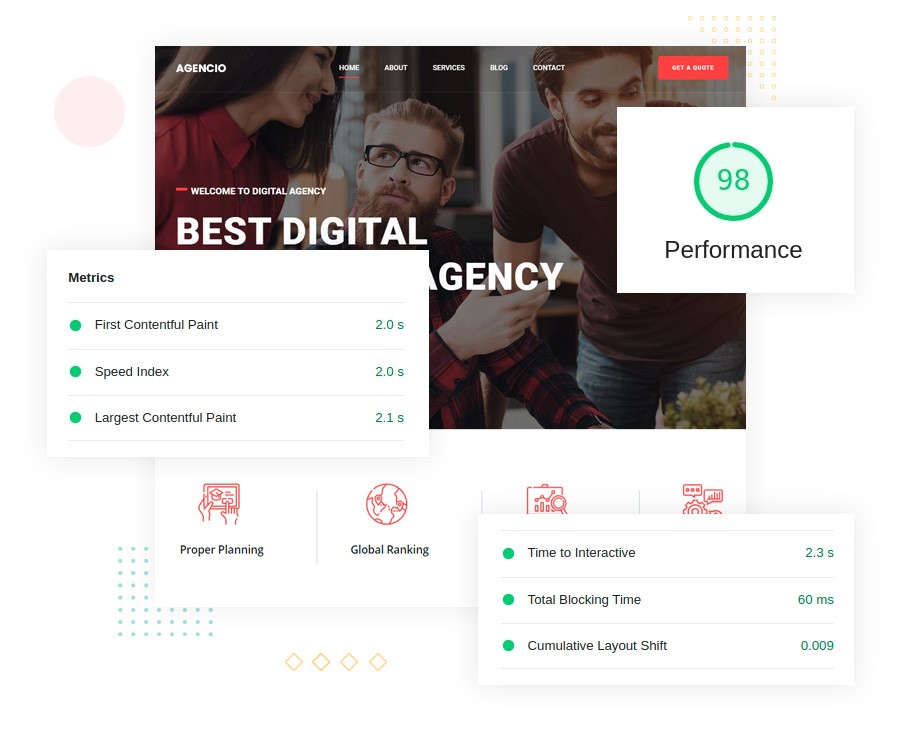 AGENCIO
HOME ABOUT SERVICES BLOG CONTACT
GET A QUOTE
WELCOME TO DIGITAL AGENCY
BEST DIGITAL
AGENCY
98
Performance
Metrics
First Contentful Paint 2.0 s
Speed Index 2.0 s
Largest Contentful Paint 2.1 s
Proper Planning
Global Ranking
Time to Interactive 2.3 s
Total Blocking Time 60 ms
Cumulative Layout Shift 0.009